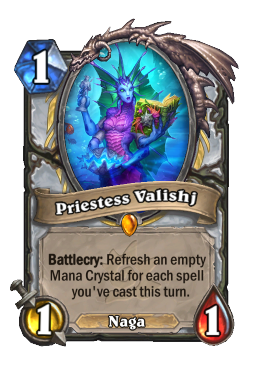 1
Priestess Valishj
Battlecry: Refresh an empty
Mana Crystal for each spell
you've cast this turn.
1
Naga
1